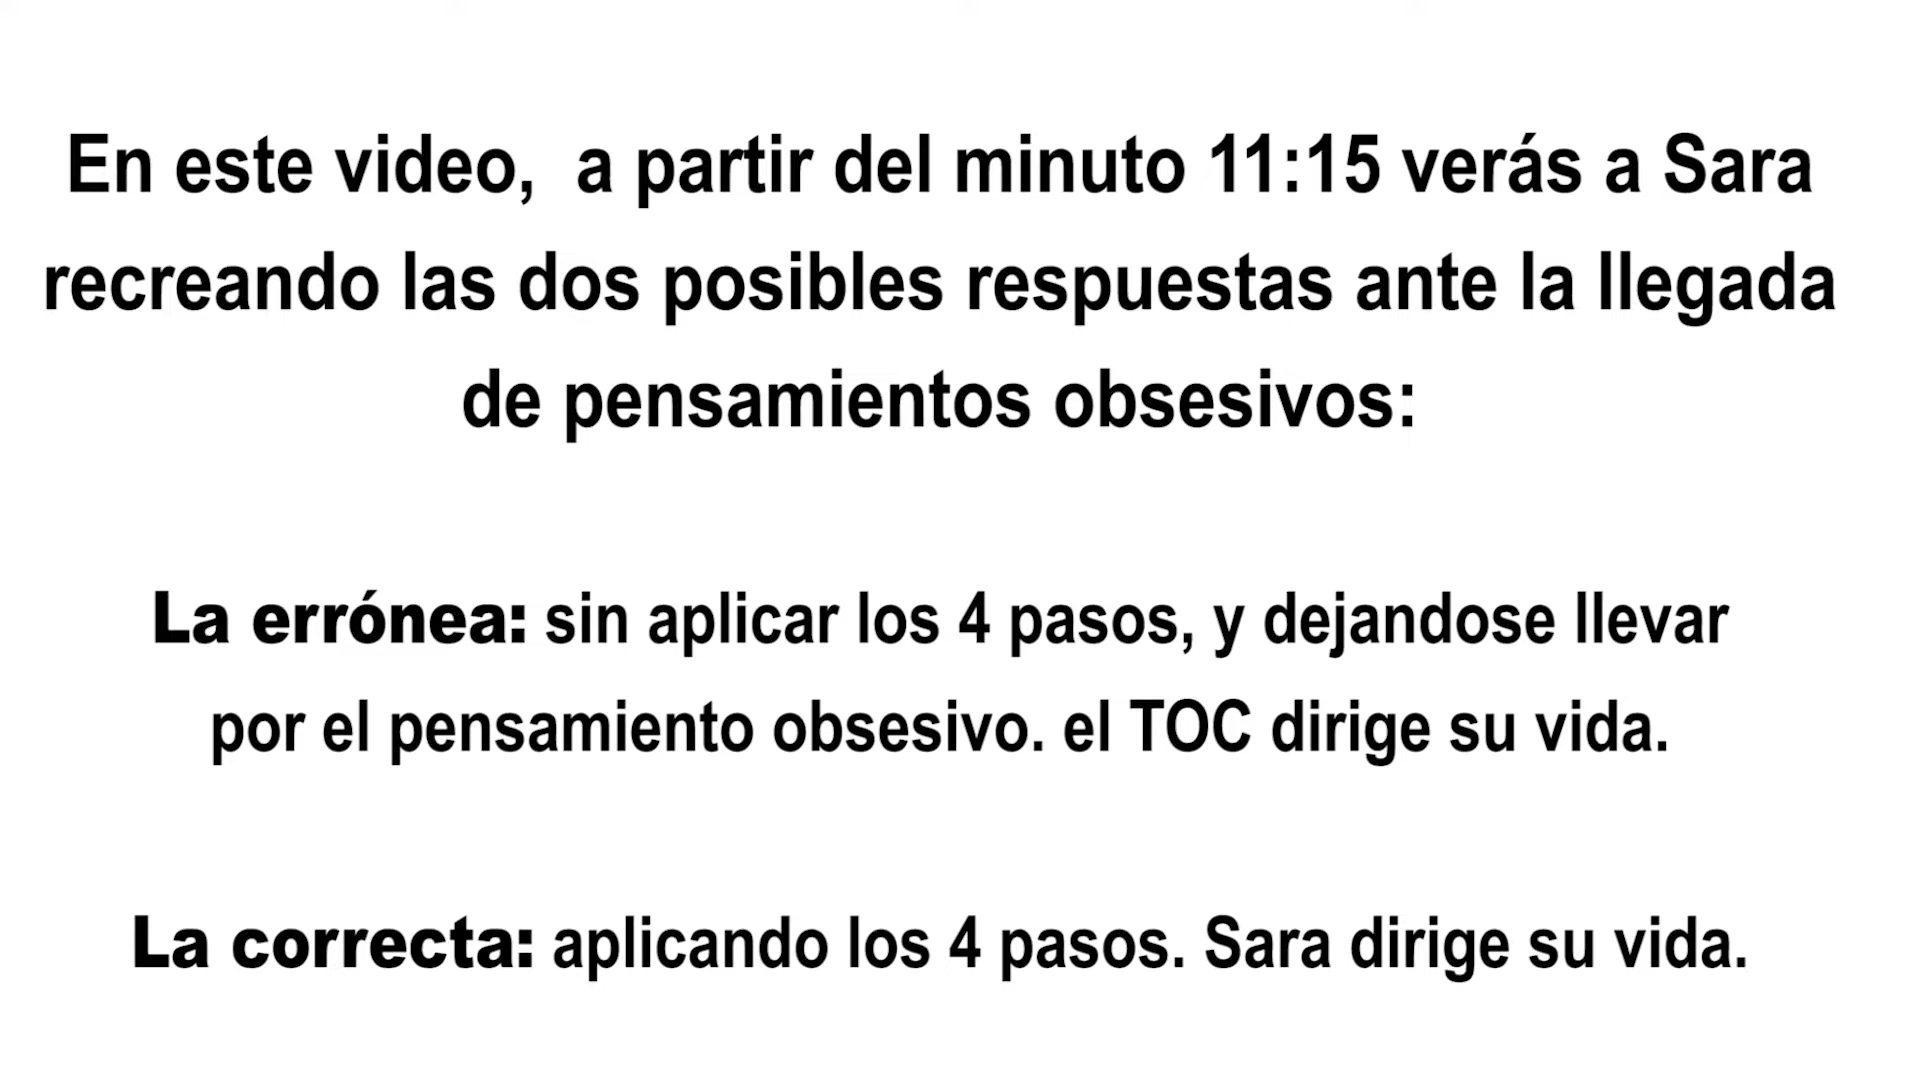 En este video,  a partir del minuto 11:15 verás a Sara
recreando las dos posibles respuestas ante la llegada
de pensamientos obsesivos:
La errónea: sin aplicar los 4 pasos, y dejandose llevar
por el pensamiento obsesivo. el TOC dirige su vida.
La correcta: aplicando los 4 pasos. Sara dirige su vida.